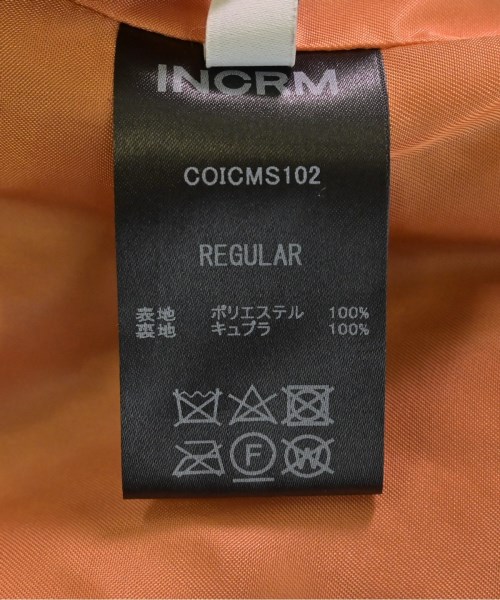 INCRM
COICMS102
REGULAR
表地 ポリエステル 100%
裏地 キュプラ 100%
F W